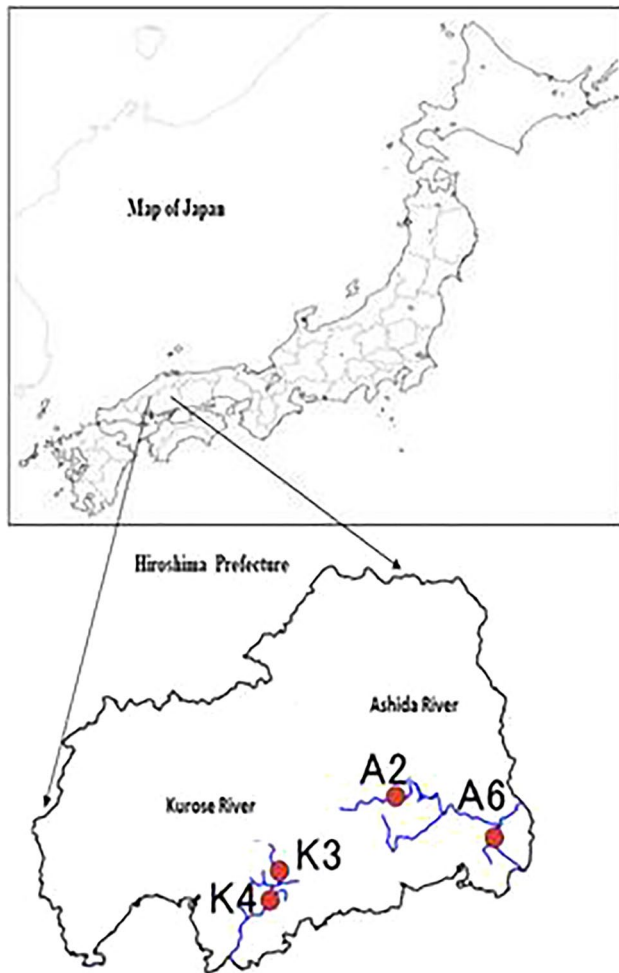 Map of Japan
Hiroshima Prefecture
Ashida River
A2
A6
Kurose River
K3
K4